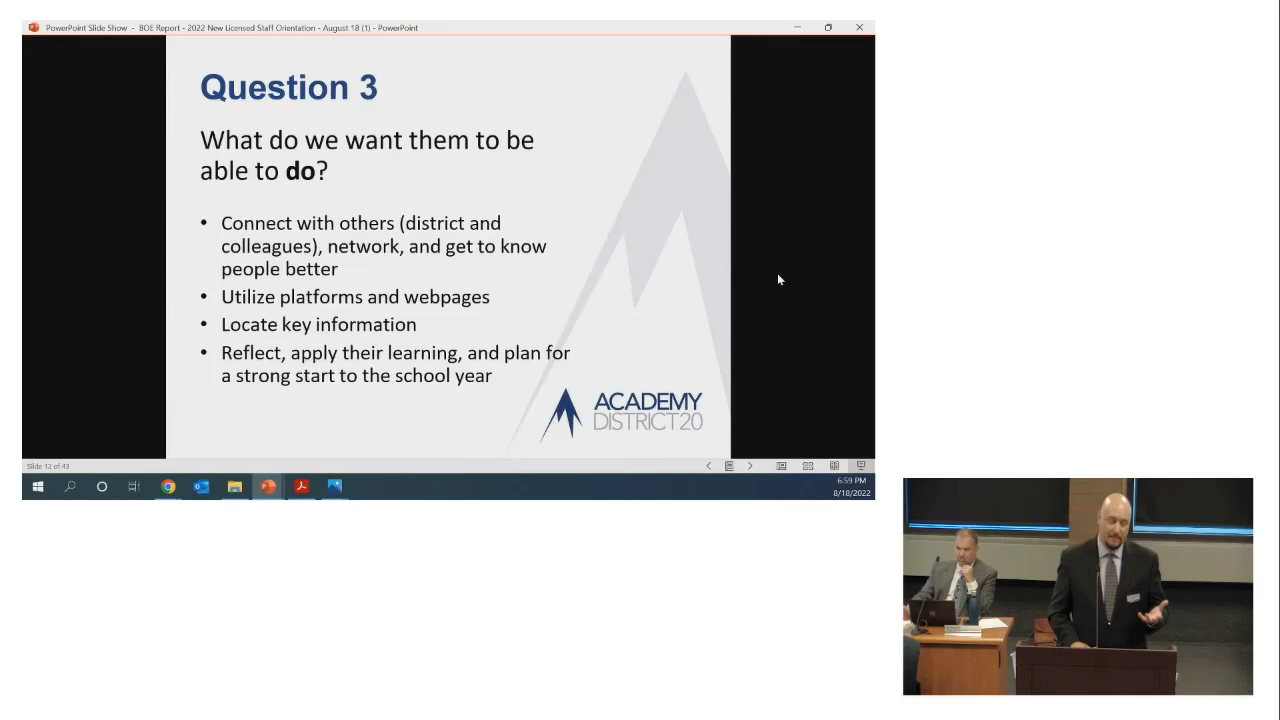 PowerPoint Slide Show - BOE Report - 2022 New Licensed Staff Orientation - August 18 (1) - PowerPoint
Question 3
What do we want them to be
able to do?
• Connect with others (district and
colleagues), network, and get to know
people better
• Utilize platforms and webpages
• Locate key information
• Reflect, apply their learning, and plan for
a strong start to the school year
ACADEMY
DISTRICT20
Slide 12 of 43
6:59 PM
8/18/2022